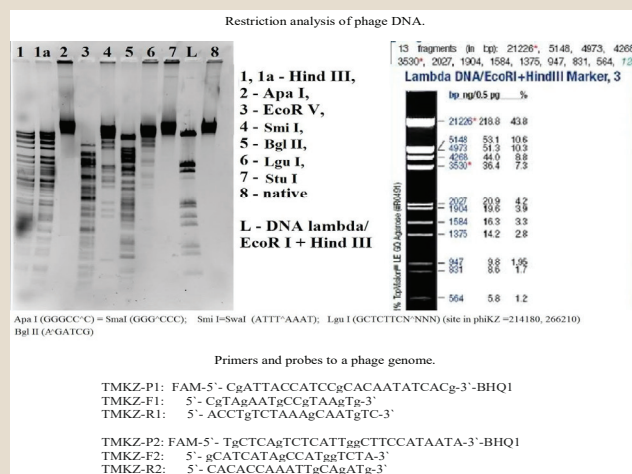 Restriction analysis of phage DNA.
1 1a 2 3 4 5 6 7 L 8
1, 1a - Hind III,
2 - Apa I,
3 - EcoR V,
4 - Smi I,
5 - Bgl II,
6 - Lgu I,
7 - Stu I
8 - native
L - DNA lambda/
EcoR I + Hind III
13 fragments (in bp): 21226*, 5148, 4973, 4268
3530*, 2027, 1904, 1584, 1375, 947, 831, 564,
Lambda DNA/EcoRI+HindIII Marker, 3
bp ng/0.5 µg %
21226* 218.8 43.8
5148 53.1 10.6
4973 51.3 10.3
4268 44.0 8.8
3530* 36.4 7.3
2027 20.9 4.2
1904 19.6 3.9
1584 16.3 3.3
1375 14.2 2.8
947 9.8 1.95
831 8.6 1.7
564 5.8 1.2
1% TopVision™ LE GQ Agarose (#R0491)
Apa I (GGGCC^C) = SmaI (GGG^CCC); Smi I=SwaI (ATTT^AAAT); Lgu I (GCTCTTCN^NNN) (site in phiKZ =214180, 266210)
Bgl II (A^GATCG)
Primers and probes to a phage genome.
TMKZ-P1: FAM-5`- CgATTACCATCCgCACAATATCACg-3`-BHQ1
TMKZ-F1: 5`- CgTAgAATgCCgTAAgTg-3`
TMKZ-R1: 5`- ACCTgTCTAAAgCAATgTC-3`
TMKZ-P2: FAM-5`- TgCTCAgTCTCATTggCTTCCATAATA-3`-BHQ1
TMKZ-F2: 5`- gCATCATAgCCATggTCTA-3`
TMKZ-R2: 5`- CACACCAAATTgCAgATg-3`